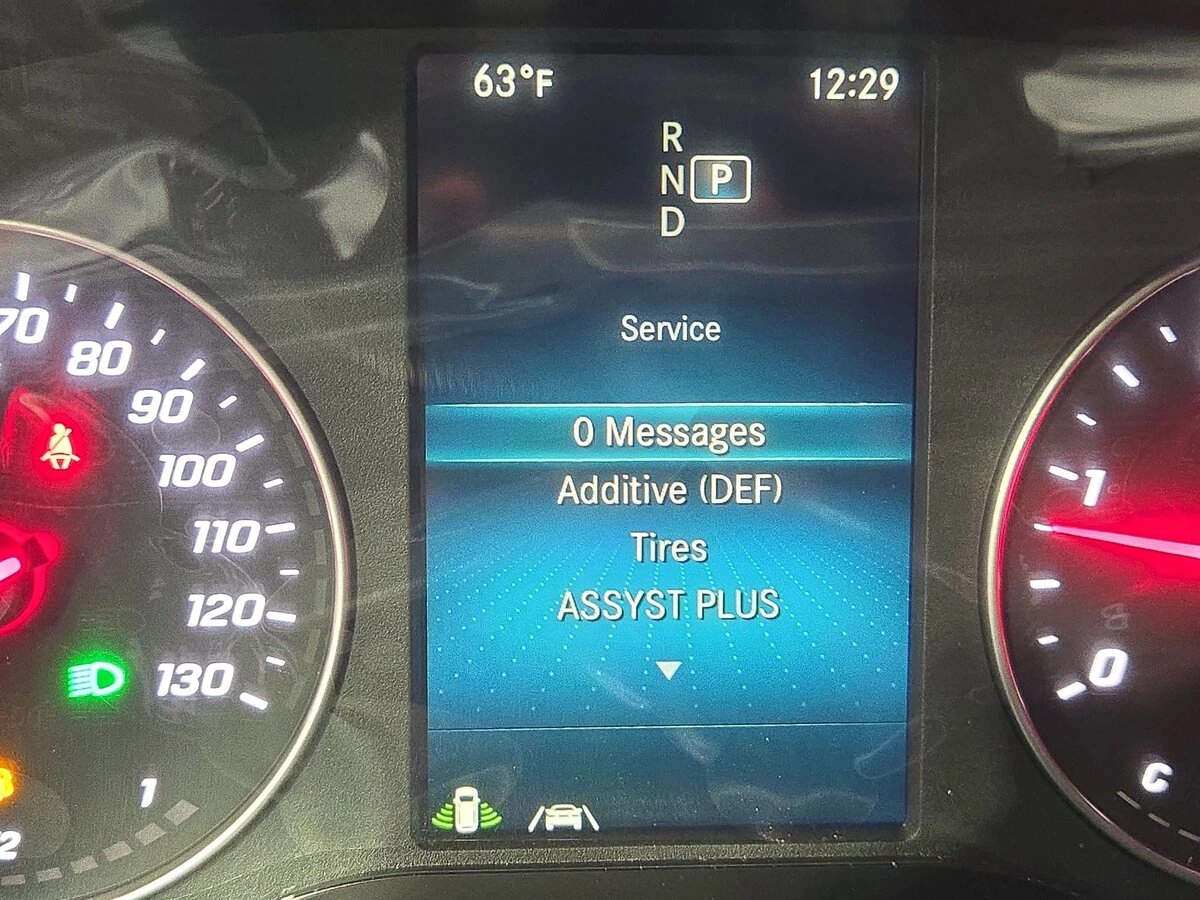 63°F 12:29
R
N P
D
Service
0 Messages
Additive (DEF)
Tires
ASSYST PLUS
70
80
90
100
110
120
130
1
1
0
C